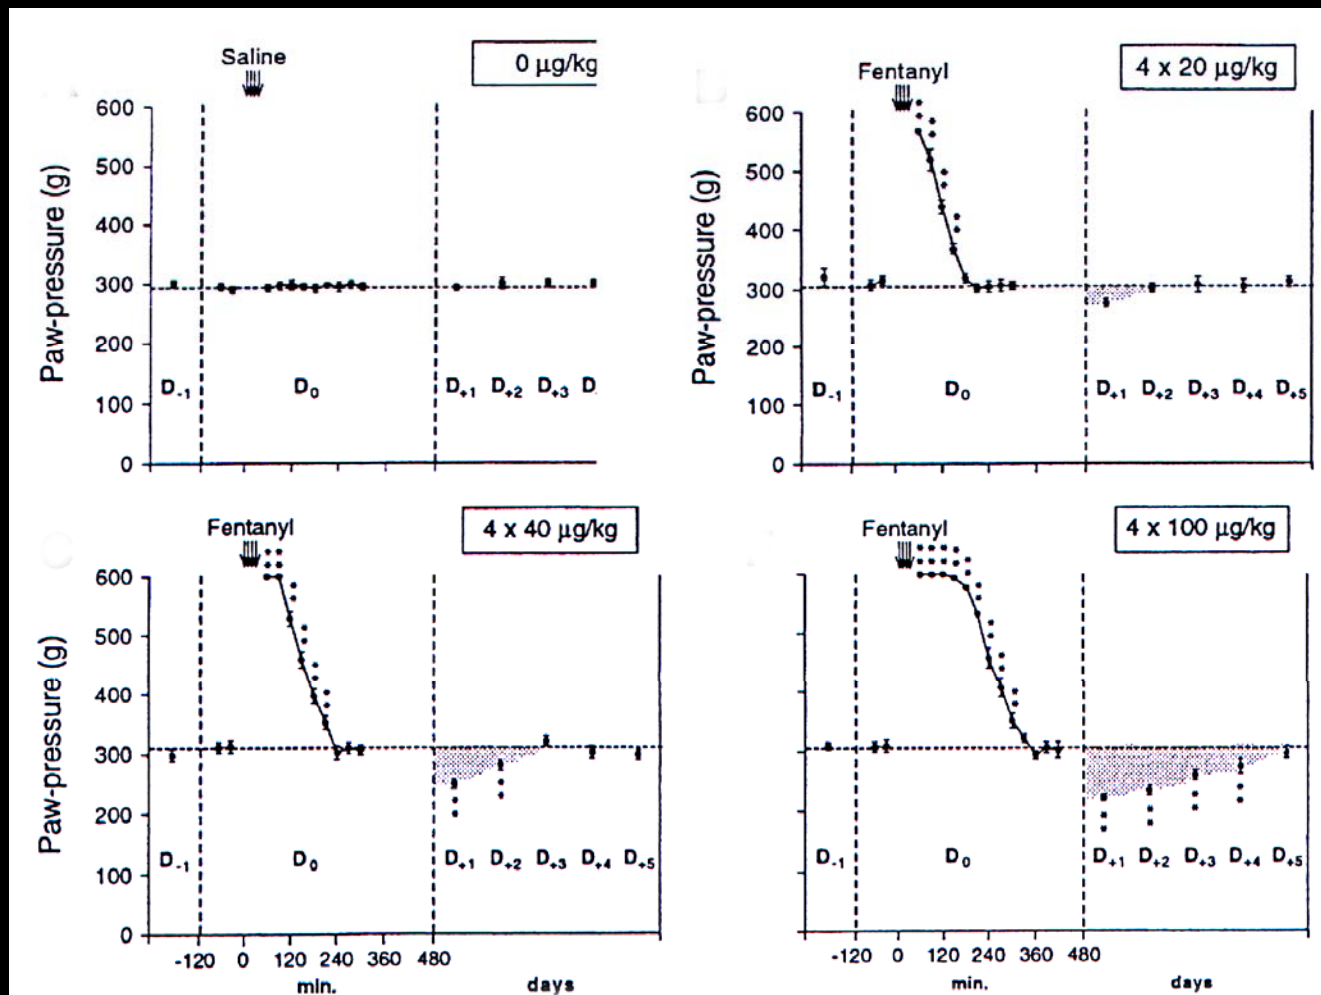 Saline
0 μg/kg
Paw-pressure (g)
600
500
400
300
200
100
0
D-1
D0
D+1
D+2
D+3
D
Fentanyl
4 x 20 μg/kg
Paw-pressure (g)
600
500
400
300
200
100
0
D-1
D0
D+1
D+2
D+3
D+4
D+5
Fentanyl
4 x 40 μg/kg
Paw-pressure (g)
600
500
400
300
200
100
0
D-1
D0
D+1
D+2
D+3
D+4
D+5
-120 0 120 240 360 480
min. days
Fentanyl
4 x 100 μg/kg
D-1
D0
D+1
D+2
D+3
D+4
D+5
-120 0 120 240 360 480
min. days